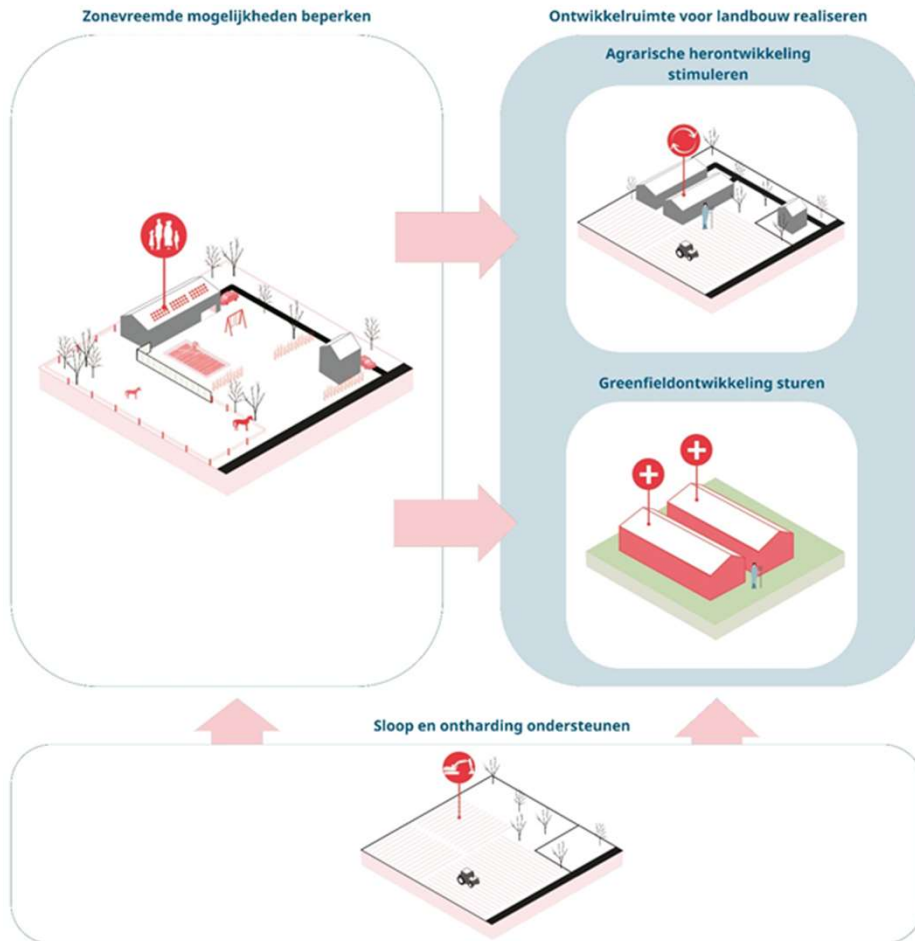 Zonevreemde mogelijkheden beperken
Ontwikkelruimte voor landbouw realiseren
Agrarische herontwikkeling
stimuleren
Greenfieldontwikkeling sturen
Sloop en ontharding ondersteunen